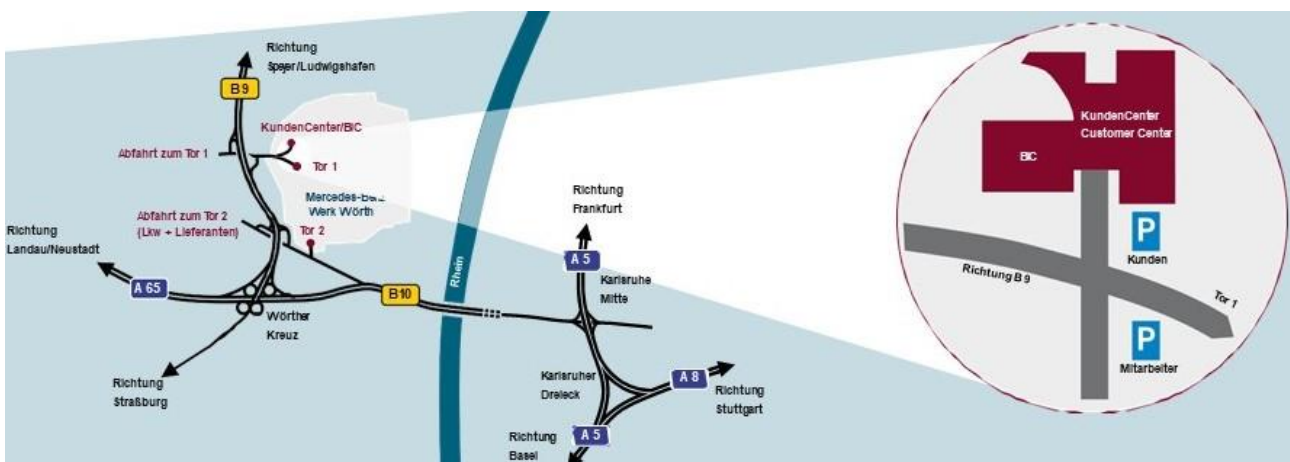 Richtung
Speyer/Ludwigshafen
B 9
KundenCenter/BIC
Abfahrt zum Tor 1
Tor 1
Mercedes-Benz
Werk Wörth
Abfahrt zum Tor 2
(Lkw + Lieferanten)
Tor 2
Richtung
Landau/Neustadt
A 65
B10
Wörther
Kreuz
Richtung
Straßburg
Rhein
Richtung
Frankfurt
A 5
Karlsruhe
Mitte
Karlsruher
Dreieck
A 8
Richtung
Stuttgart
A 5
Richtung
Basel
KundenCenter
Customer Center
BIC
P
Kunden
Richtung B 9
Tor 1
P
Mitarbeiter